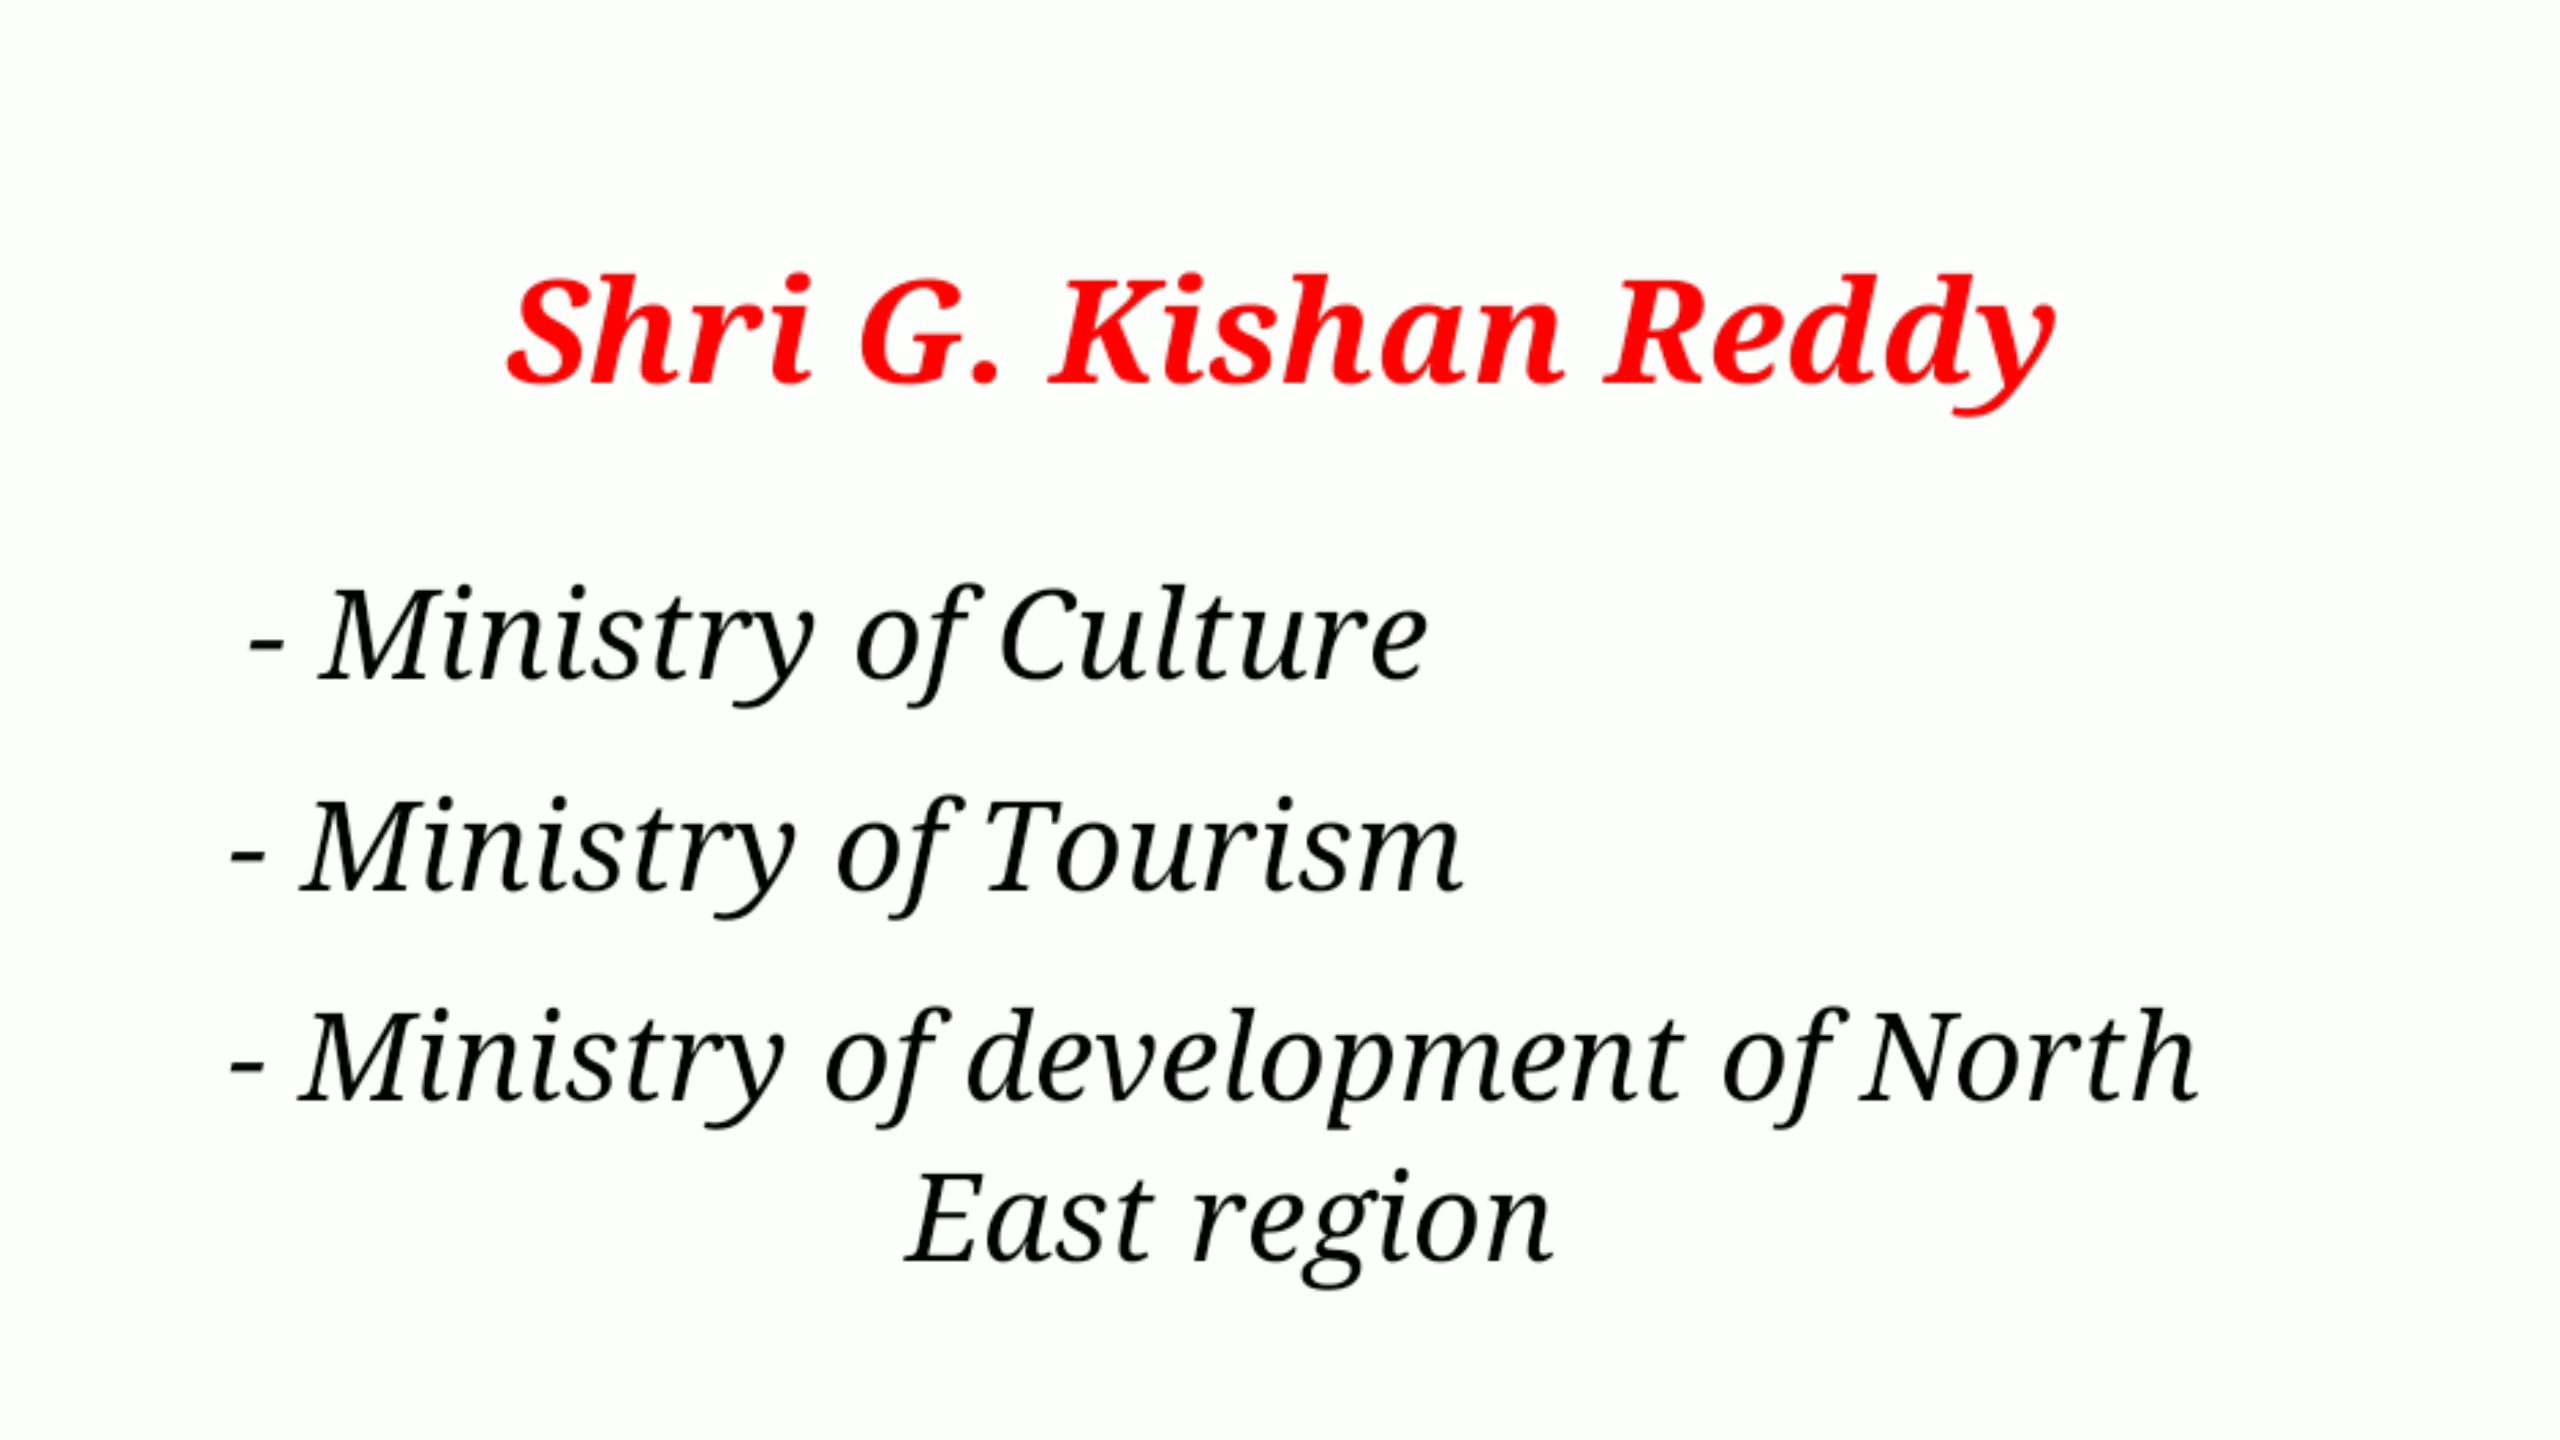 Shri G. Kishan Reddy
- Ministry of Culture
- Ministry of Tourism
- Ministry of development of North
East region